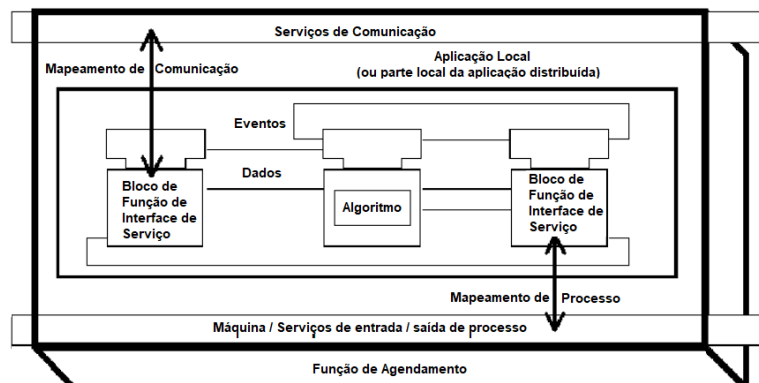 Serviços de Comunicação
Aplicação Local
(ou parte local da aplicação distribuída)
Mapeamento de Comunicação
Eventos
Dados
Bloco de
Função de
Interface de
Serviço
Algoritmo
Bloco de
Função de
Interface de
Serviço
Mapeamento de Processo
Máquina / Serviços de entrada / saída de processo
Função de Agendamento